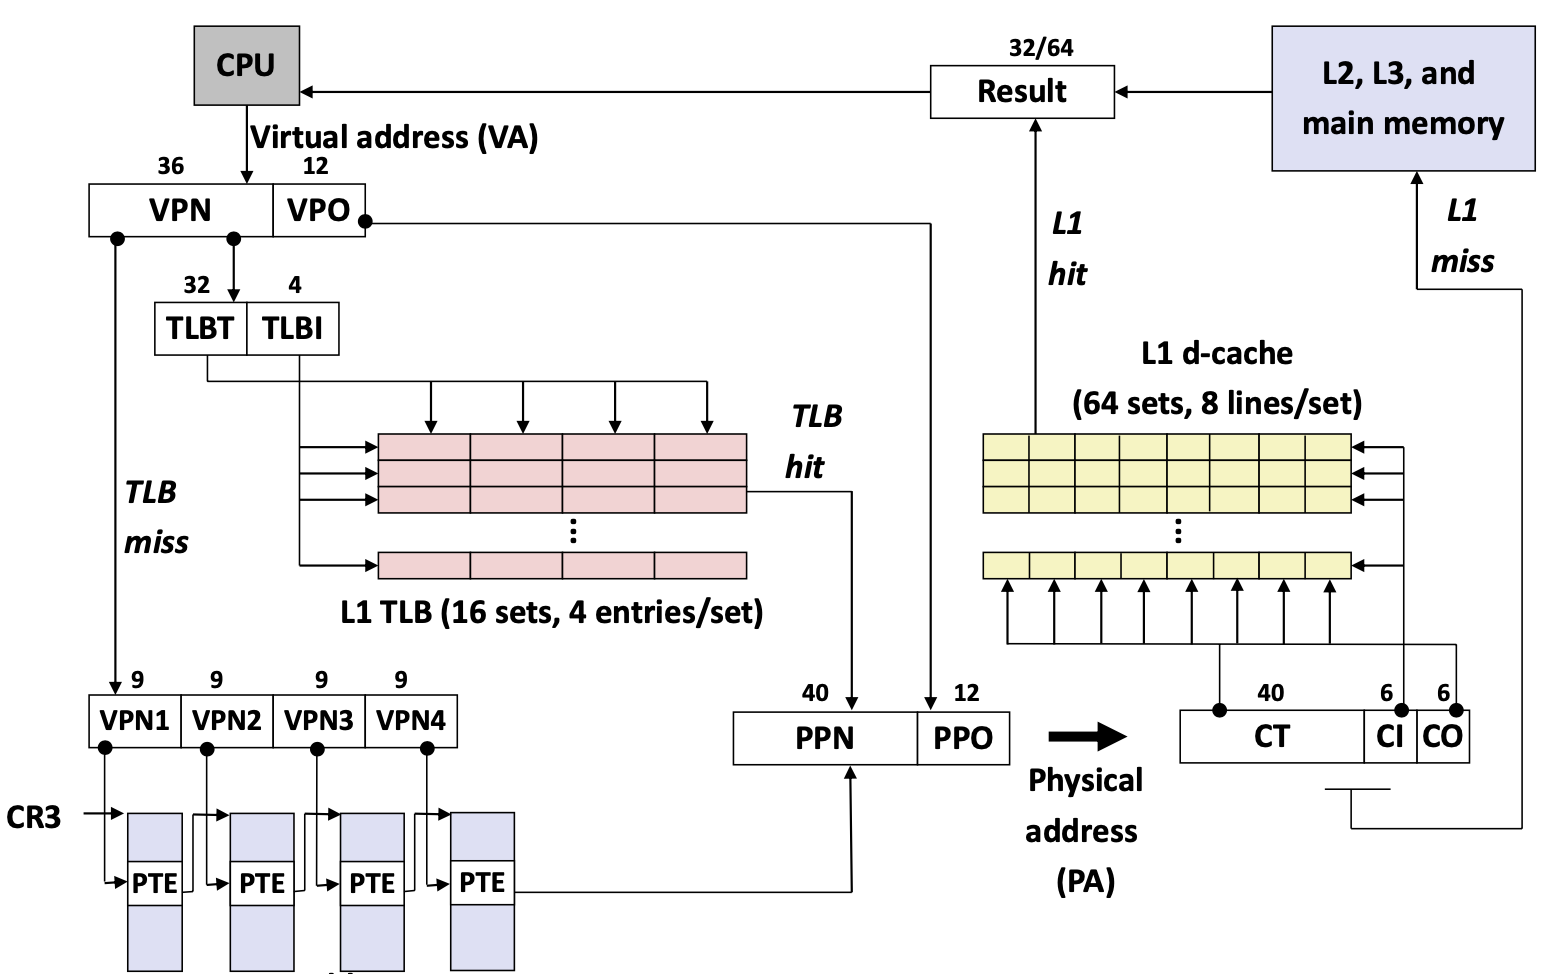 CPU
32/64
Result
L2, L3, and
main memory
Virtual address (VA)
36 12
VPN VPO
L1
hit
L1
miss
32 4
TLBT TLBI
L1 d-cache
(64 sets, 8 lines/set)
TLB
hit
TLB
miss
L1 TLB (16 sets, 4 entries/set)
9 9 9 9
VPN1 VPN2 VPN3 VPN4
40 12
PPN PPO
40 6 6
CT CI CO
Physical
address
(PA)
CR3
PTE PTE PTE PTE